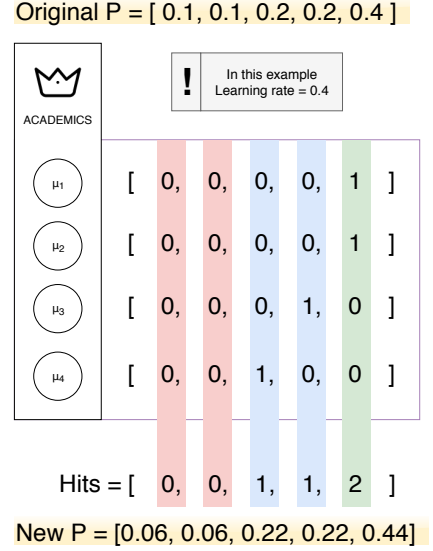 Original P = [ 0.1, 0.1, 0.2, 0.2, 0.4 ]
! In this example
Learning rate = 0.4
ACADEMICS
μ₁ [ 0, 0, 0, 0, 1 ]
μ₂ [ 0, 0, 0, 0, 1 ]
μ₃ [ 0, 0, 0, 1, 0 ]
μ₄ [ 0, 0, 1, 0, 0 ]
Hits = [ 0, 0, 1, 1, 2 ]
New P = [0.06, 0.06, 0.22, 0.22, 0.44]